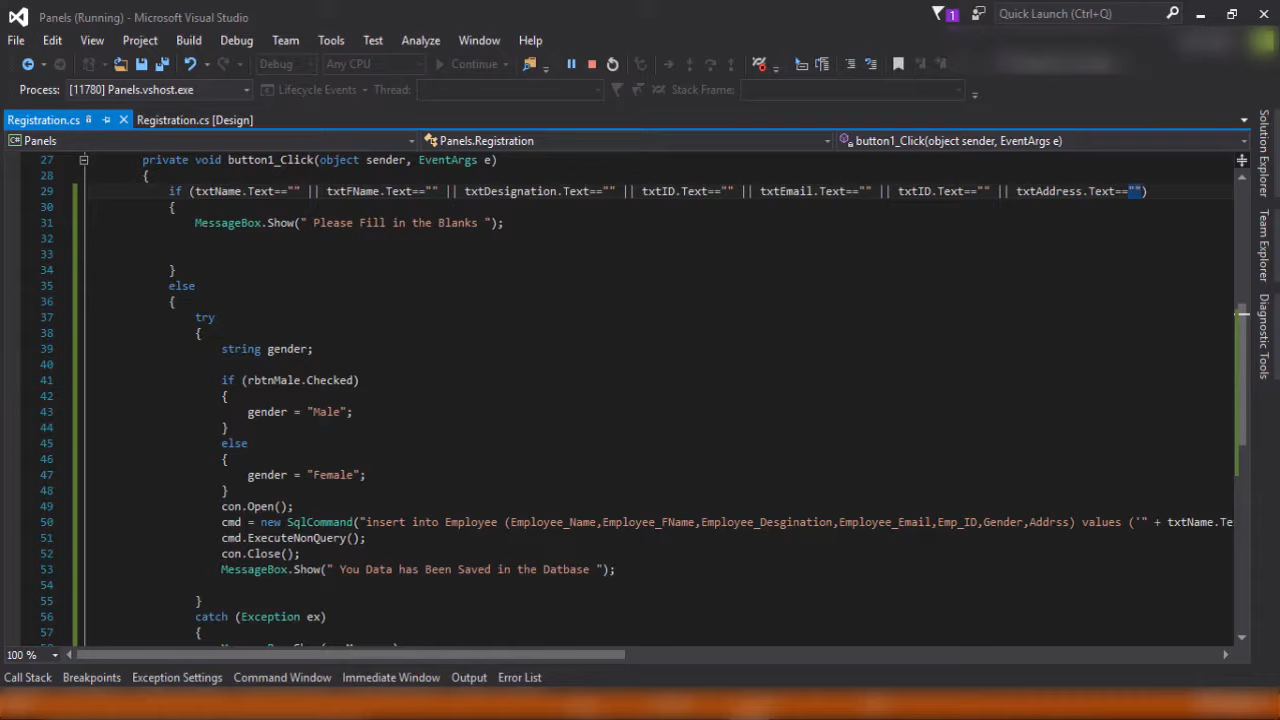 Panels (Running) - Microsoft Visual Studio
1
Quick Launch (Ctrl+Q)
File Edit View Project Build Debug Team Tools Test Analyze Window Help
Debug Any CPU Continue
Process: [11780] Panels.vshost.exe Lifecycle Events Thread: Stack Frame:
Registration.cs Registration.cs [Design]
C# Panels Panels.Registration button1_Click(object sender, EventArgs e)
27 private void button1_Click(object sender, EventArgs e)
28 {
29 if (txtName.Text=="" || txtFName.Text=="" || txtDesignation.Text=="" || txtID.Text=="" || txtEmail.Text=="" || txtID.Text=="" || txtAddress.Text=="")
30 {
31 MessageBox.Show(" Please Fill in the Blanks ");
32
33
34 }
35 else
36 {
37 try
38 {
39 string gender;
40
41 if (rbtnMale.Checked)
42 {
43 gender = "Male";
44 }
45 else
46 {
47 gender = "Female";
48 }
49 con.Open();
50 cmd = new SqlCommand("insert into Employee (Employee_Name,Employee_FName,Employee_Desgination,Employee_Email,Emp_ID,Gender,Addrss) values ('" + txtName.Te
51 cmd.ExecuteNonQuery();
52 con.Close();
53 MessageBox.Show(" You Data has Been Saved in the Datbase ");
54
55 }
56 catch (Exception ex)
57 {
100 %
Call Stack Breakpoints Exception Settings Command Window Immediate Window Output Error List
Solution Explorer
Team Explorer
Diagnostic Tools